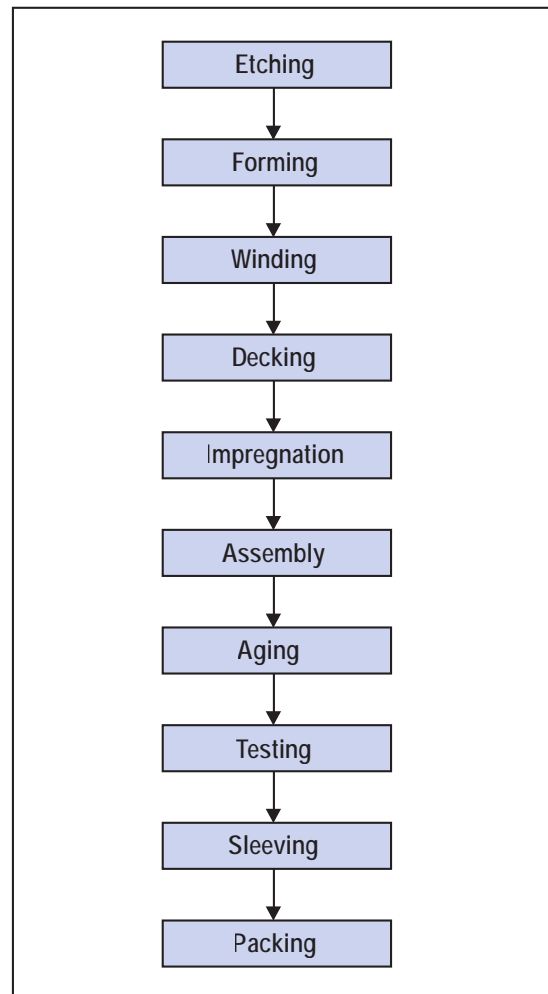 Etching
Forming
Winding
Decking
Impregnation
Assembly
Aging
Testing
Sleeving
Packing